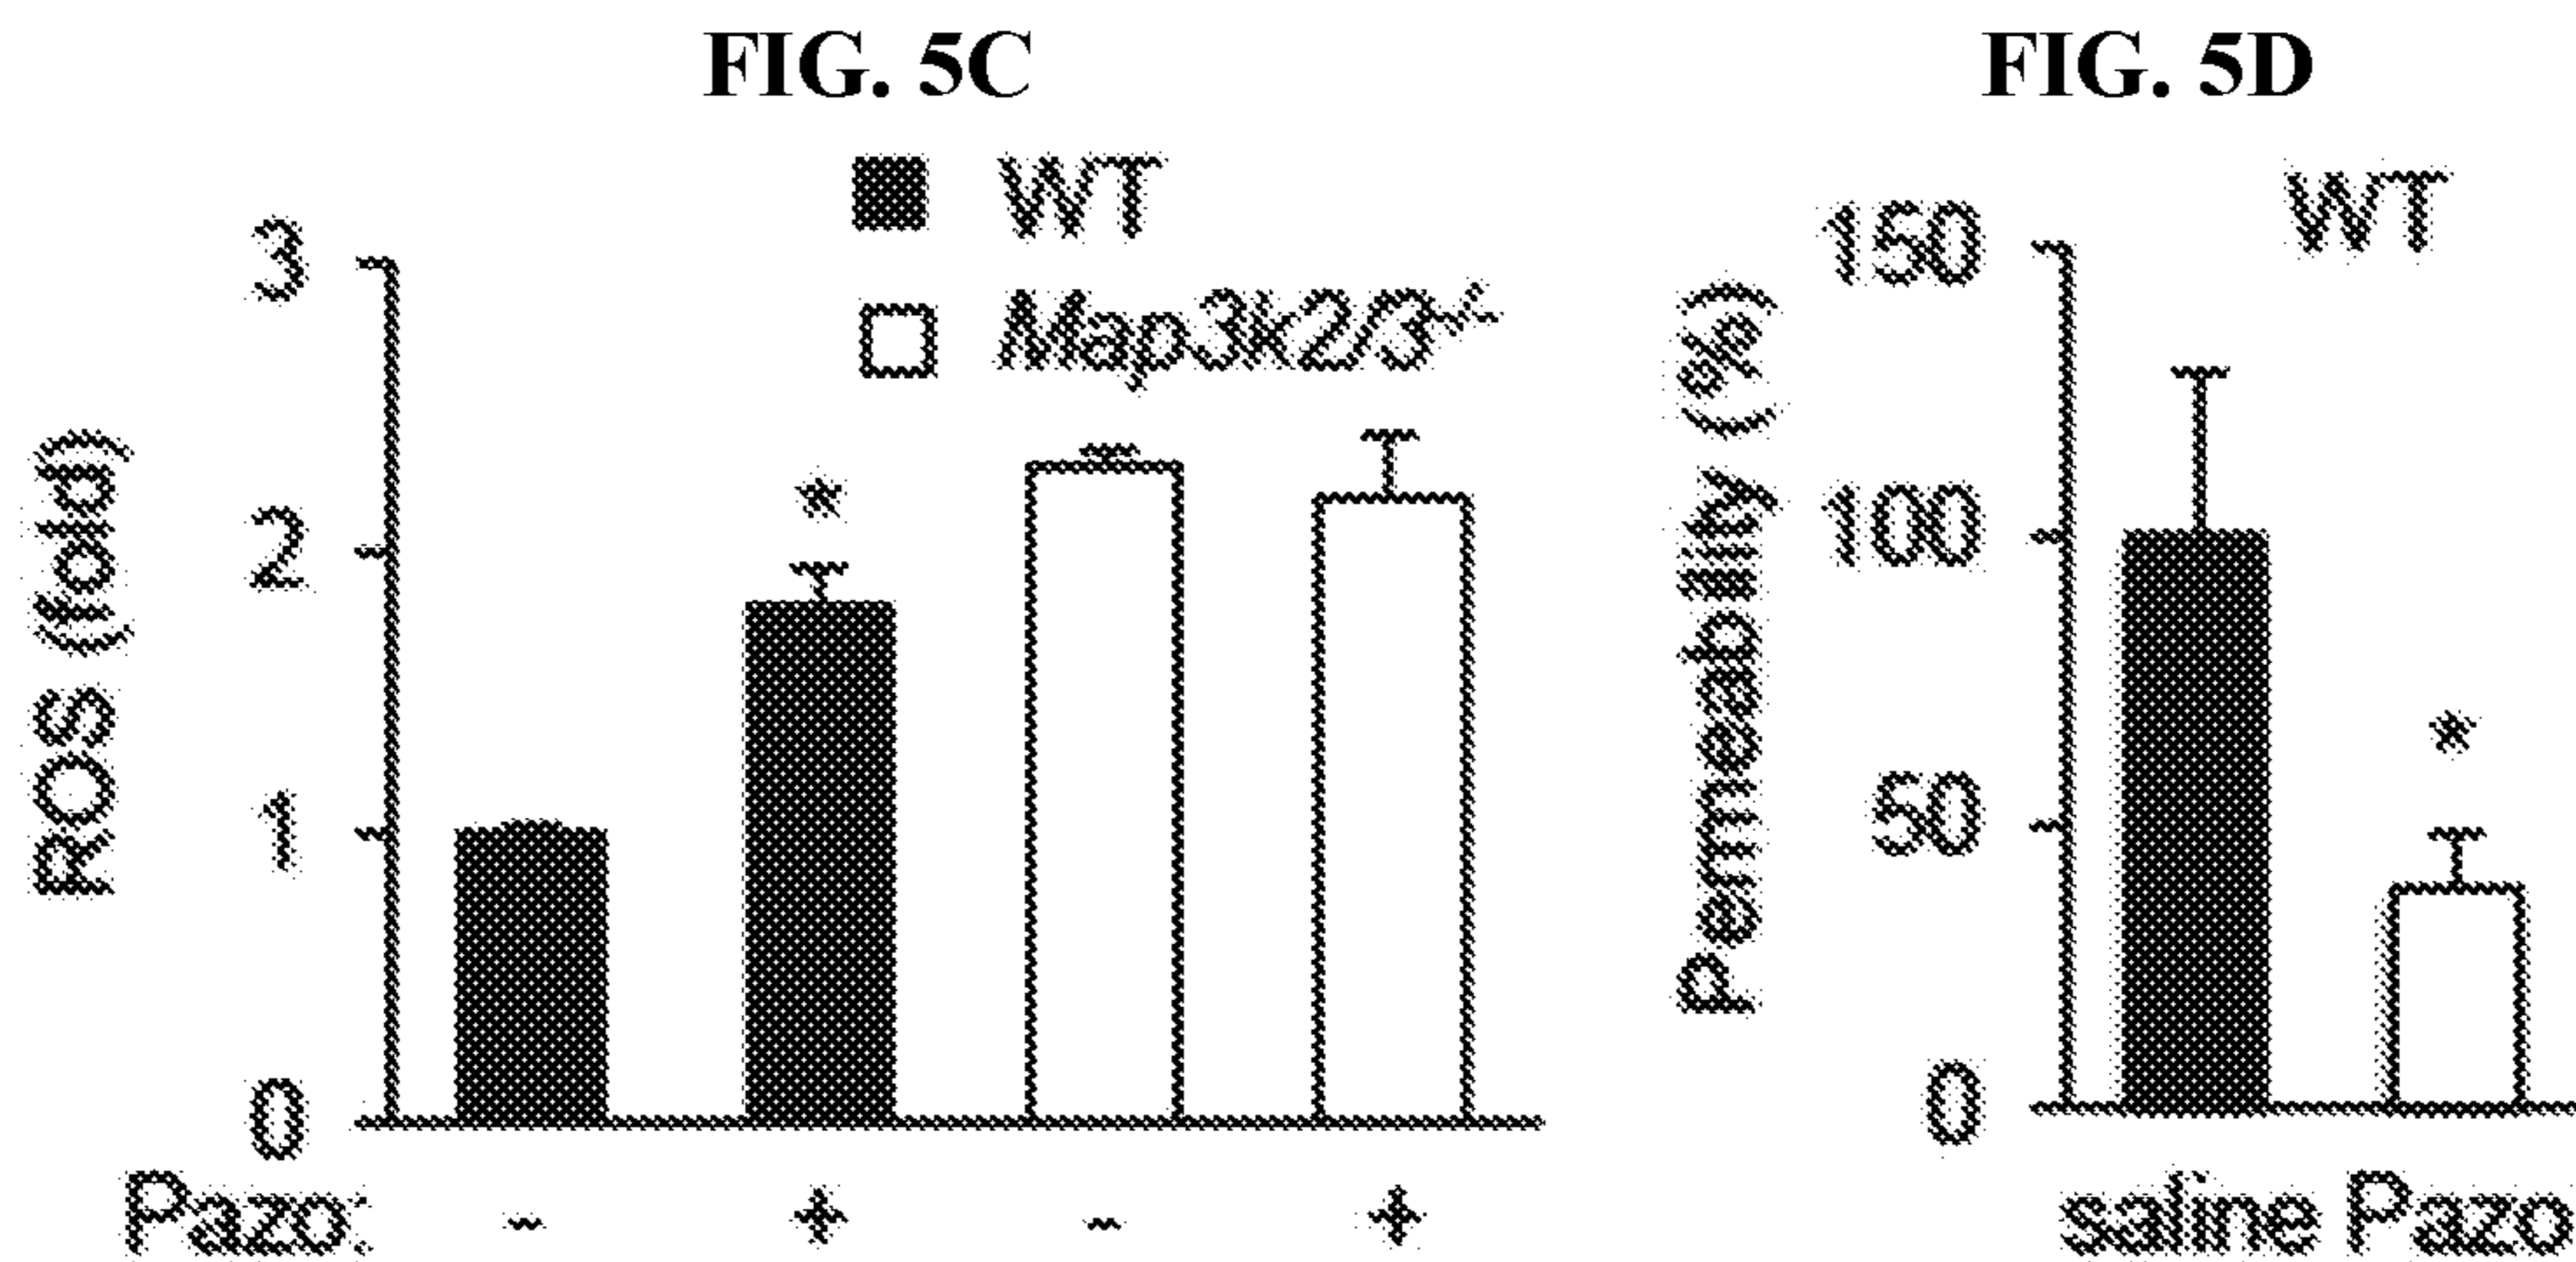 FIG. 5C
WT
Map3k2/3-/-
ROS (fold)
3
2
1
0
Pazo: - + - +
*
FIG. 5D
WT
Permeability (%)
150
100
50
0
*
saline Pazo